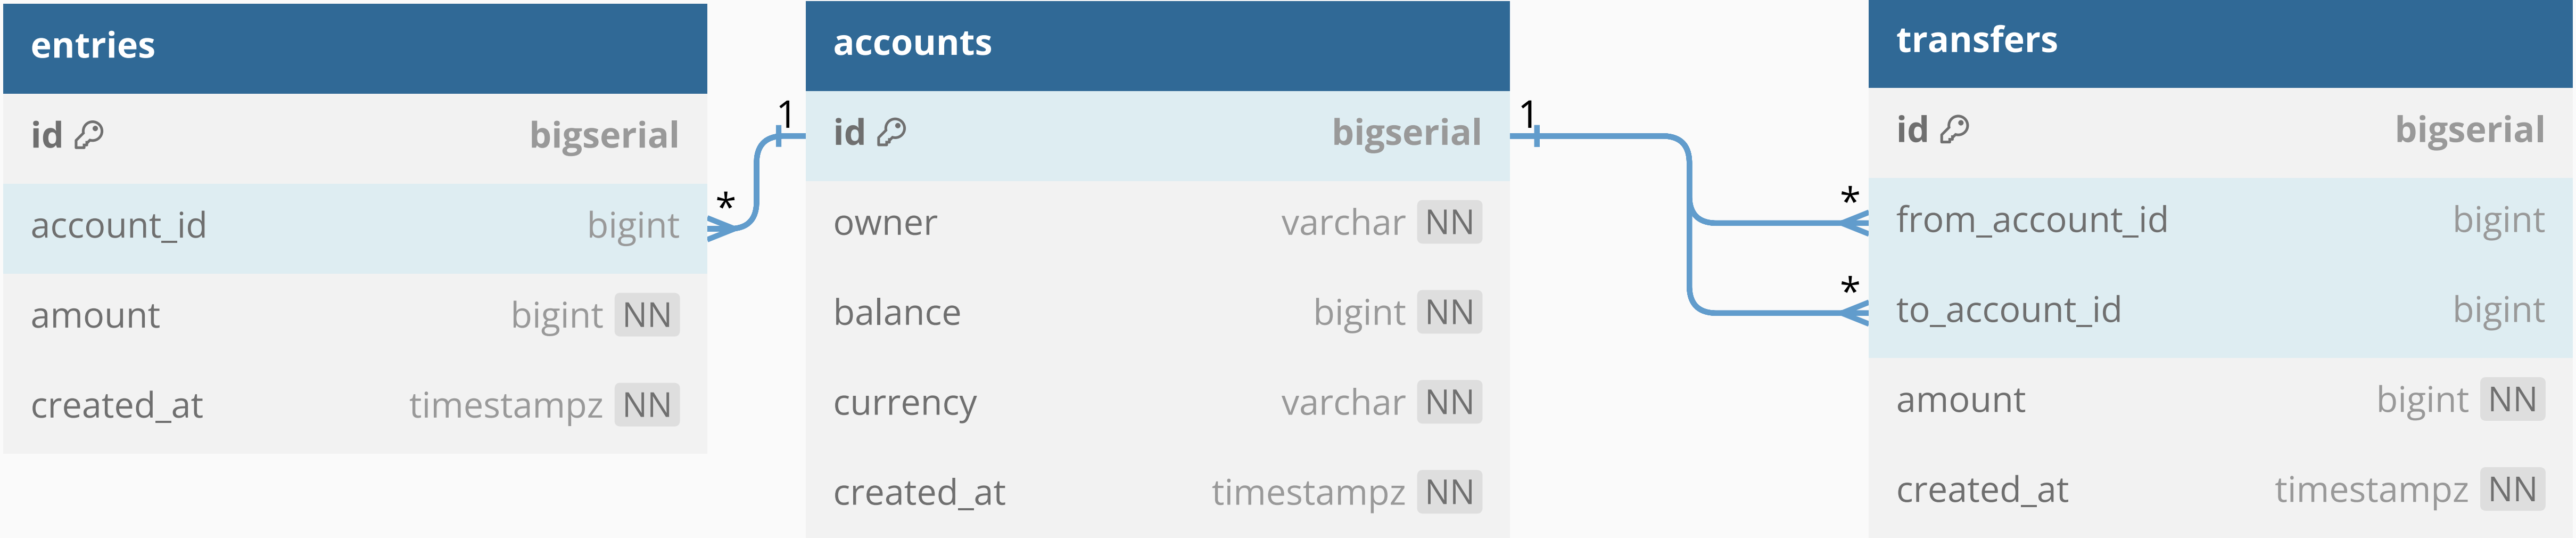 entries
id bigserial
account_id bigint
amount bigint NN
created_at timestampz NN
1
*
accounts
id bigserial
owner varchar NN
balance bigint NN
currency varchar NN
created_at timestampz NN
1
*
*
transfers
id bigserial
from_account_id bigint
to_account_id bigint
amount bigint NN
created_at timestampz NN